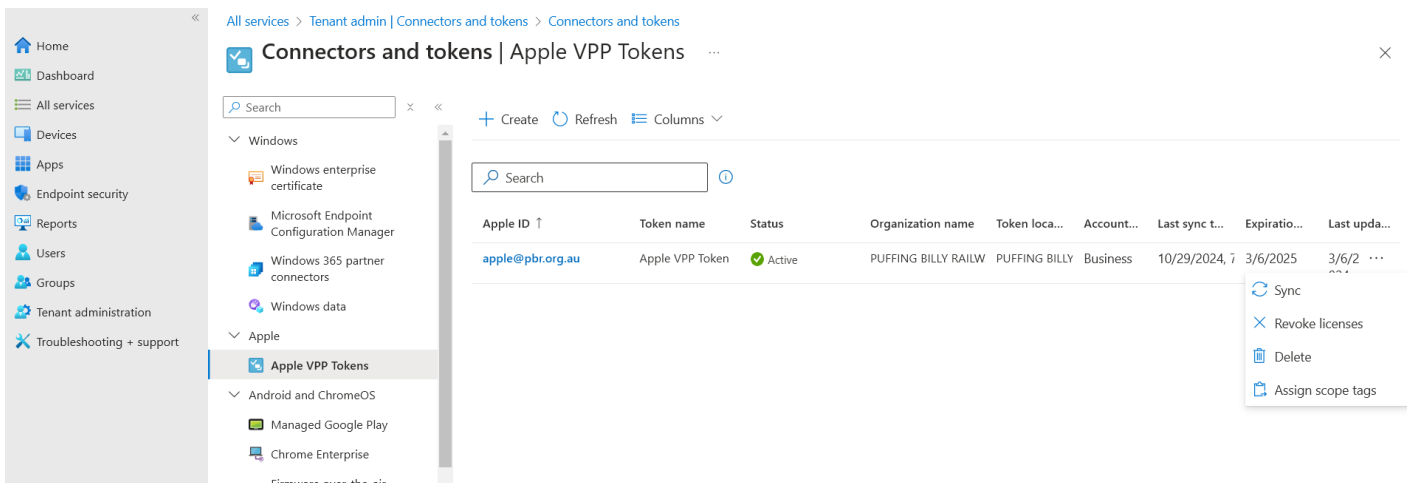 «
All services > Tenant admin | Connectors and tokens > Connectors and tokens
Connectors and tokens | Apple VPP Tokens ...
Home
Dashboard
All services
Devices
Apps
Endpoint security
Reports
Users
Groups
Tenant administration
Troubleshooting + support
Search
«
Windows
Windows enterprise
certificate
Microsoft Endpoint
Configuration Manager
Windows 365 partner
connectors
Windows data
Apple
Apple VPP Tokens
Android and ChromeOS
Managed Google Play
Chrome Enterprise
Firmware over-the-air
Create Refresh Columns
Search
Apple ID ↑ Token name Status Organization name Token loca... Account... Last sync t... Expiratio... Last upda...
apple@pbr.org.au Apple VPP Token Active PUFFING BILLY RAILW PUFFING BILLY Business 10/29/2024, 7 3/6/2025 3/6/2 ...
Sync
Revoke licenses
Delete
Assign scope tags